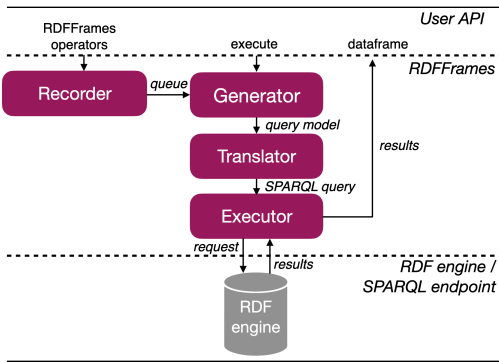 User API
RDFFrames
operators
execute
dataframe
RDFFrames
Recorder
queue
Generator
query model
Translator
results
SPARQL query
Executor
request
results
RDF engine /
SPARQL endpoint
RDF
engine